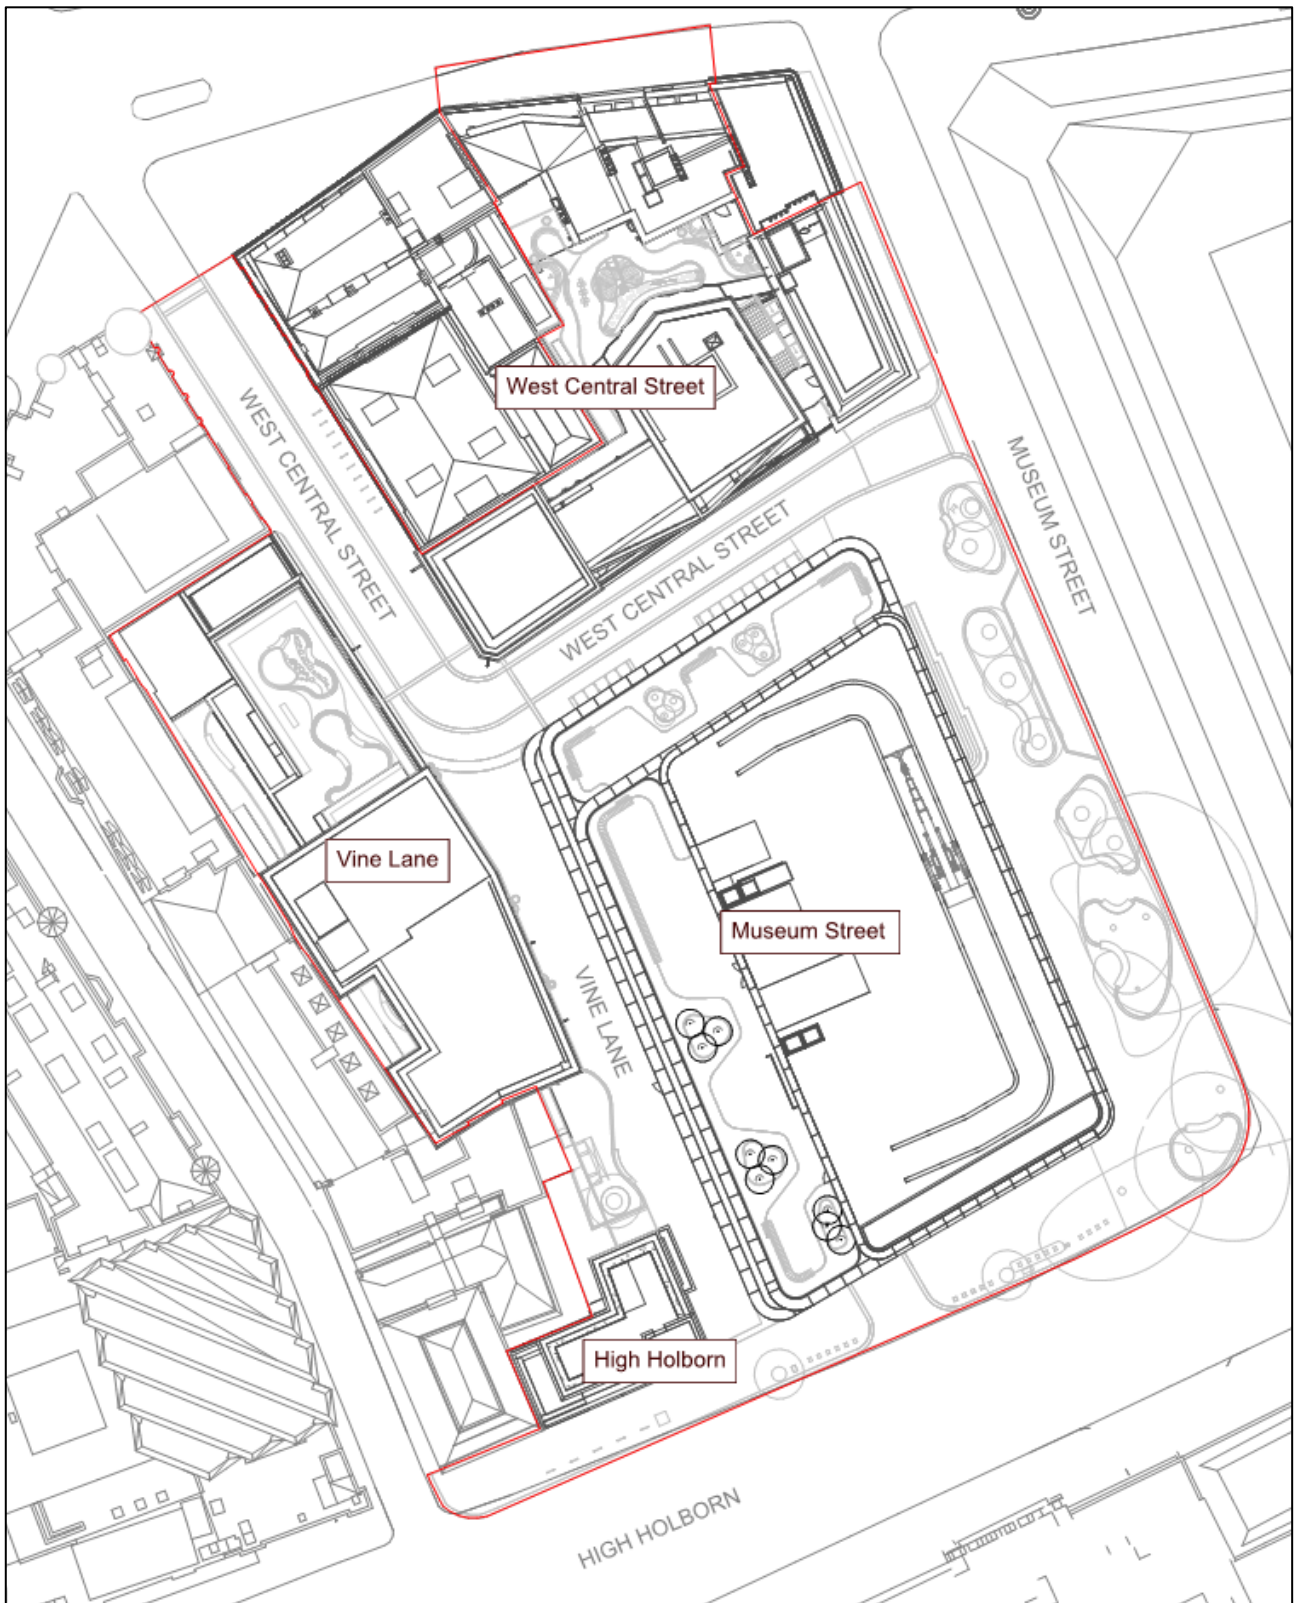 West Central Street
WEST CENTRAL STREET
MUSEUM STREET
WEST CENTRAL STREET
Vine Lane
Museum Street
VINE LANE
High Holborn
HIGH HOLBORN